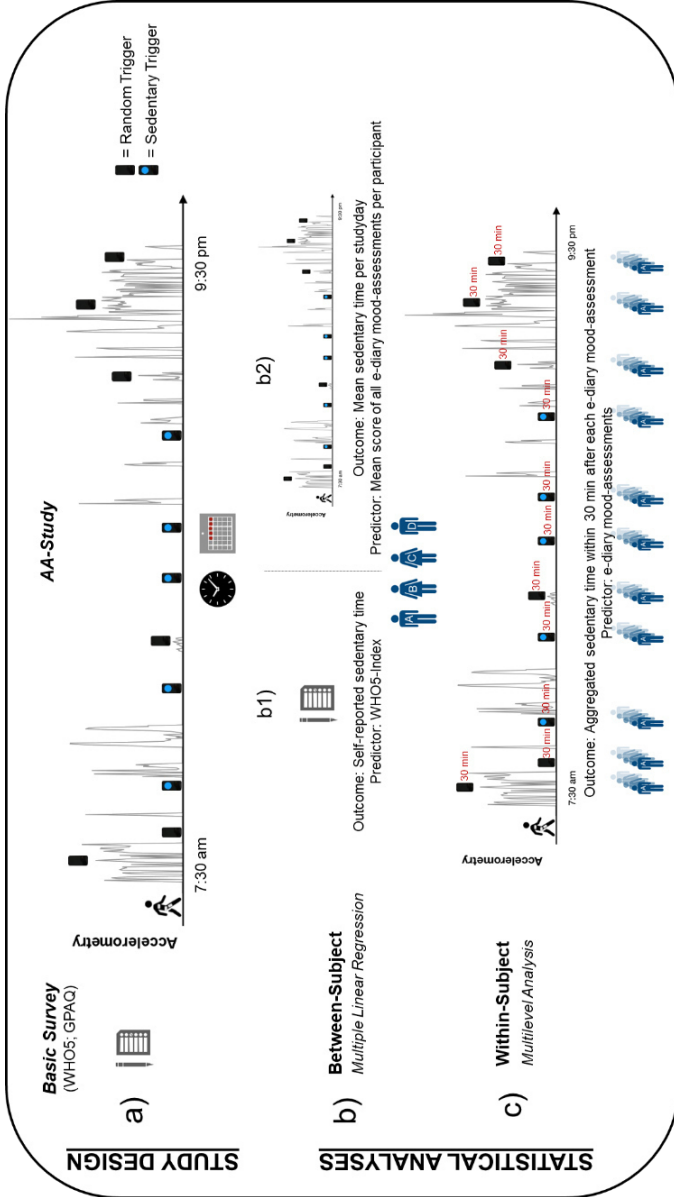 STUDY DESIGN
a)
Basic Survey
(WHO5; GPAQ)
AA-Study
Accelerometry
7:30 am
9:30 pm
= Random Trigger
= Sedentary Trigger
STATISTICAL ANALYSES
b)
Between-Subject
Multiple Linear Regression
b1)
Outcome: Self-reported sedentary time
Predictor: WHO5-Index
A
B
C
D
b2)
Accelerometry
7:30 am
9:30 pm
Outcome: Mean sedentary time per studyday
Predictor: Mean score of all e-diary mood-assessments per participant
c)
Within-Subject
Multilevel Analysis
Accelerometry
30 min
30 min
30 min
30 min
30 min
30 min
30 min
30 min
30 min
30 min
30 min
7:30 am
9:30 pm
Outcome: Aggregated sedentary time within 30 min after each e-diary mood-assessment
Predictor: e-diary mood-assessments
A
A
A
A
A
A
A
A
A
A
A